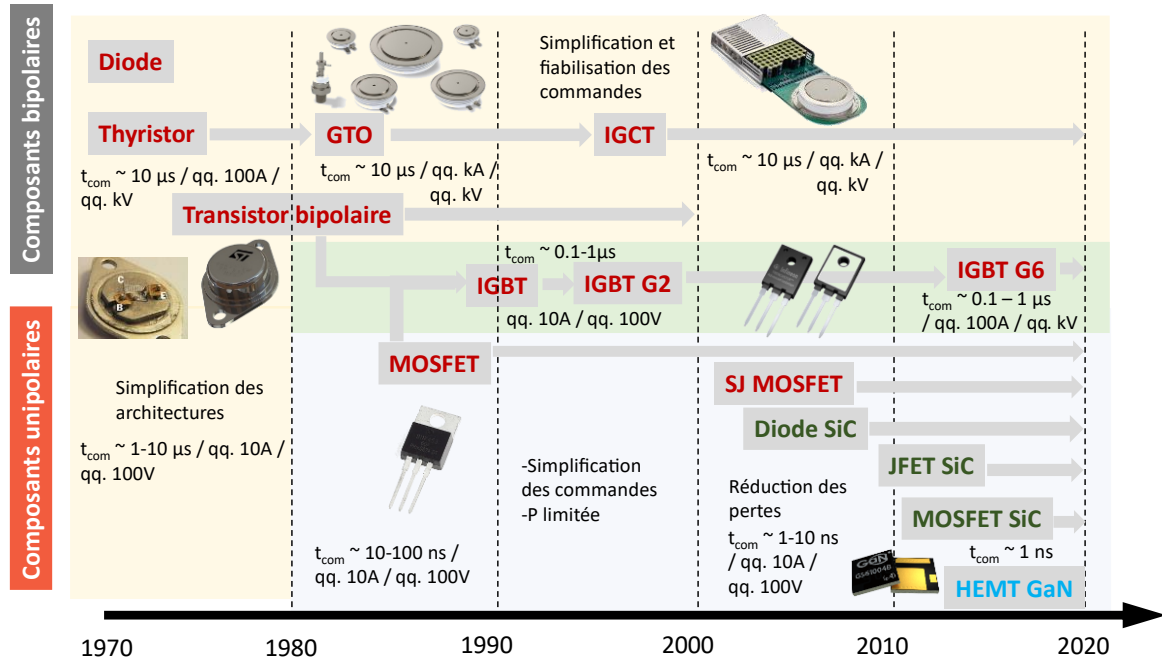 Composants bipolaires
Composants unipolaires
Diode
Simplification et
fiabilisation des
commandes
Thyristor
GTO
IGCT
t_com ~ 10 µs / qq. 100A /
qq. kV
t_com ~ 10 µs / qq. kA /
qq. kV
t_com ~ 10 µs / qq. kA /
qq. kV
Transistor bipolaire
t_com ~ 0.1-1µs
IGBT
IGBT G2
IGBT G6
qq. 10A / qq. 100V
t_com ~ 0.1 – 1 µs
/ qq. 100A / qq. kV
C
B
E
MOSFET
SJ MOSFET
Simplification des
architectures
t_com ~ 1-10 µs / qq. 10A /
qq. 100V
Diode SiC
JFET SiC
-Simplification
des commandes
-P limitée
Réduction des
pertes
t_com ~ 1-10 ns
/ qq. 10A /
qq. 100V
MOSFET SiC
t_com ~ 10-100 ns /
qq. 10A / qq. 100V
t_com ~ 1 ns
GaN
HEMT GaN
1970
1980
1990
2000
2010
2020